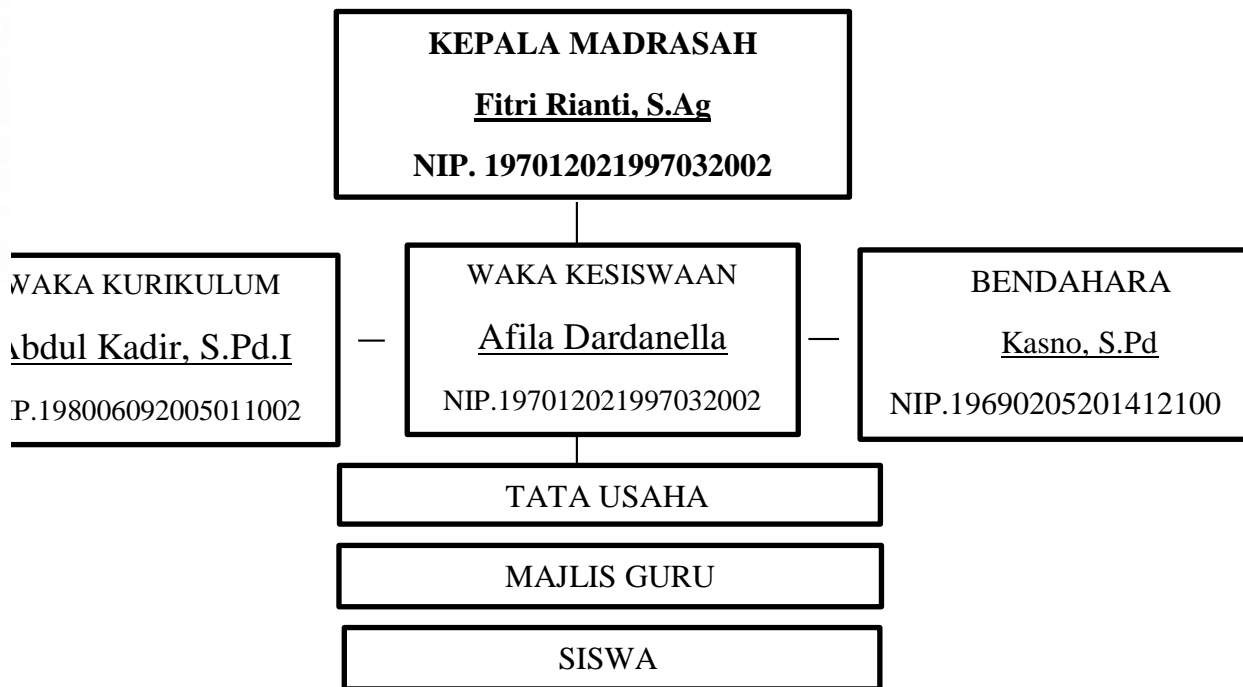 KEPALA MADRASAH
Fitri Rianti, S.Ag
NIP. 197012021997032002
WAKA KURIKULUM
Abdul Kadir, S.Pd.I
IP.198006092005011002
WAKA KESISWAAN
Afila Dardanella
NIP.197012021997032002
BENDAHARA
Kasno, S.Pd
NIP.19690205201412100
TATA USAHA
MAJLIS GURU
SISWA